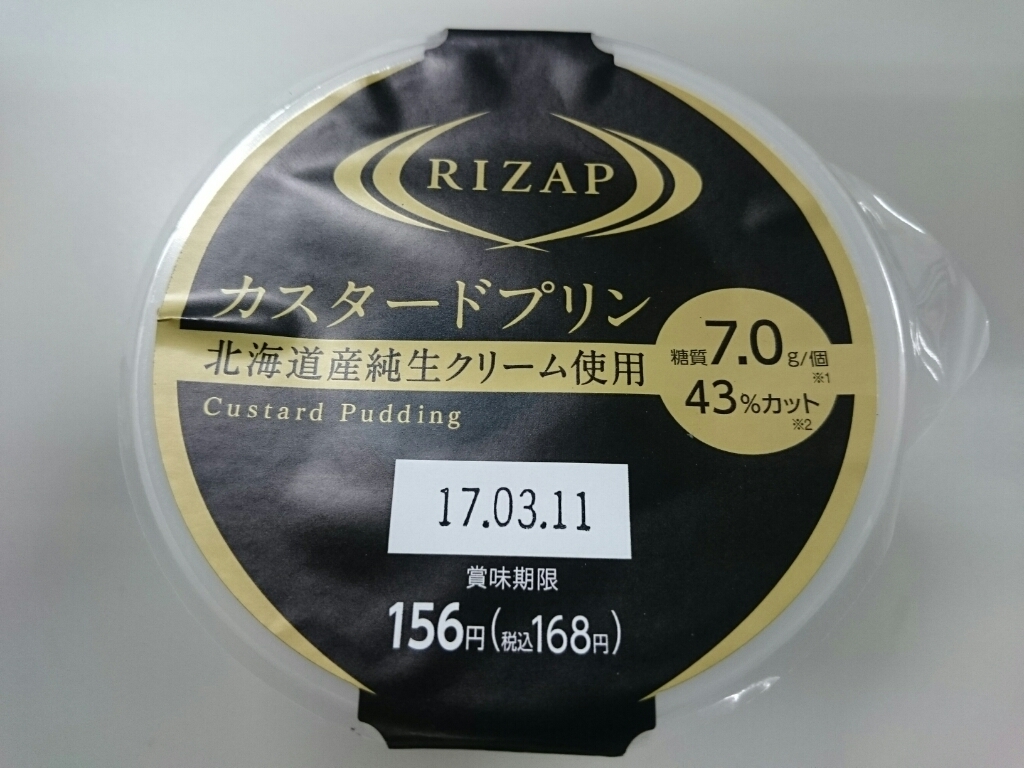 RIZAP
カスタードプリン
北海道産純生クリーム使用
Custard Pudding
糖質7.0g/個
※1
43%カット
※2
17.03.11
賞味期限
156円(税込168円)